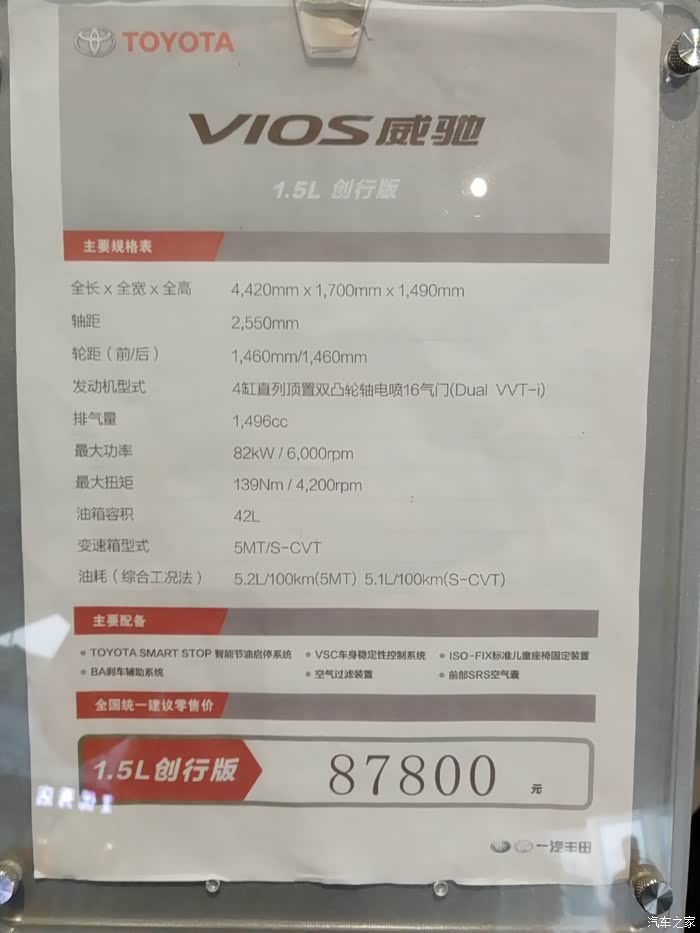 TOYOTA
VIOS 威驰
1.5L 创行版
主要规格表
全长 x 全宽 x 全高 4,420mm x 1,700mm x 1,490mm
轴距 2,550mm
轮距（前/后） 1,460mm/1,460mm
发动机型式 4缸直列顶置双凸轮轴电喷16气门(Dual VVT-i)
排气量 1,496cc
最大功率 82kW / 6,000rpm
最大扭矩 139Nm / 4,200rpm
油箱容积 42L
变速箱型式 5MT/S-CVT
油耗（综合工况法） 5.2L/100km(5MT) 5.1L/100km(S-CVT)
主要配备
• TOYOTA SMART STOP 智能节油启停系统 • VSC车身稳定性控制系统 • ISO-FIX标准儿童座椅固定装置
• BA刹车辅助系统 • 空气过滤装置 • 前部SRS空气囊
全国统一建议零售价
1.5L创行版 87800 元
一汽丰田
汽车之家